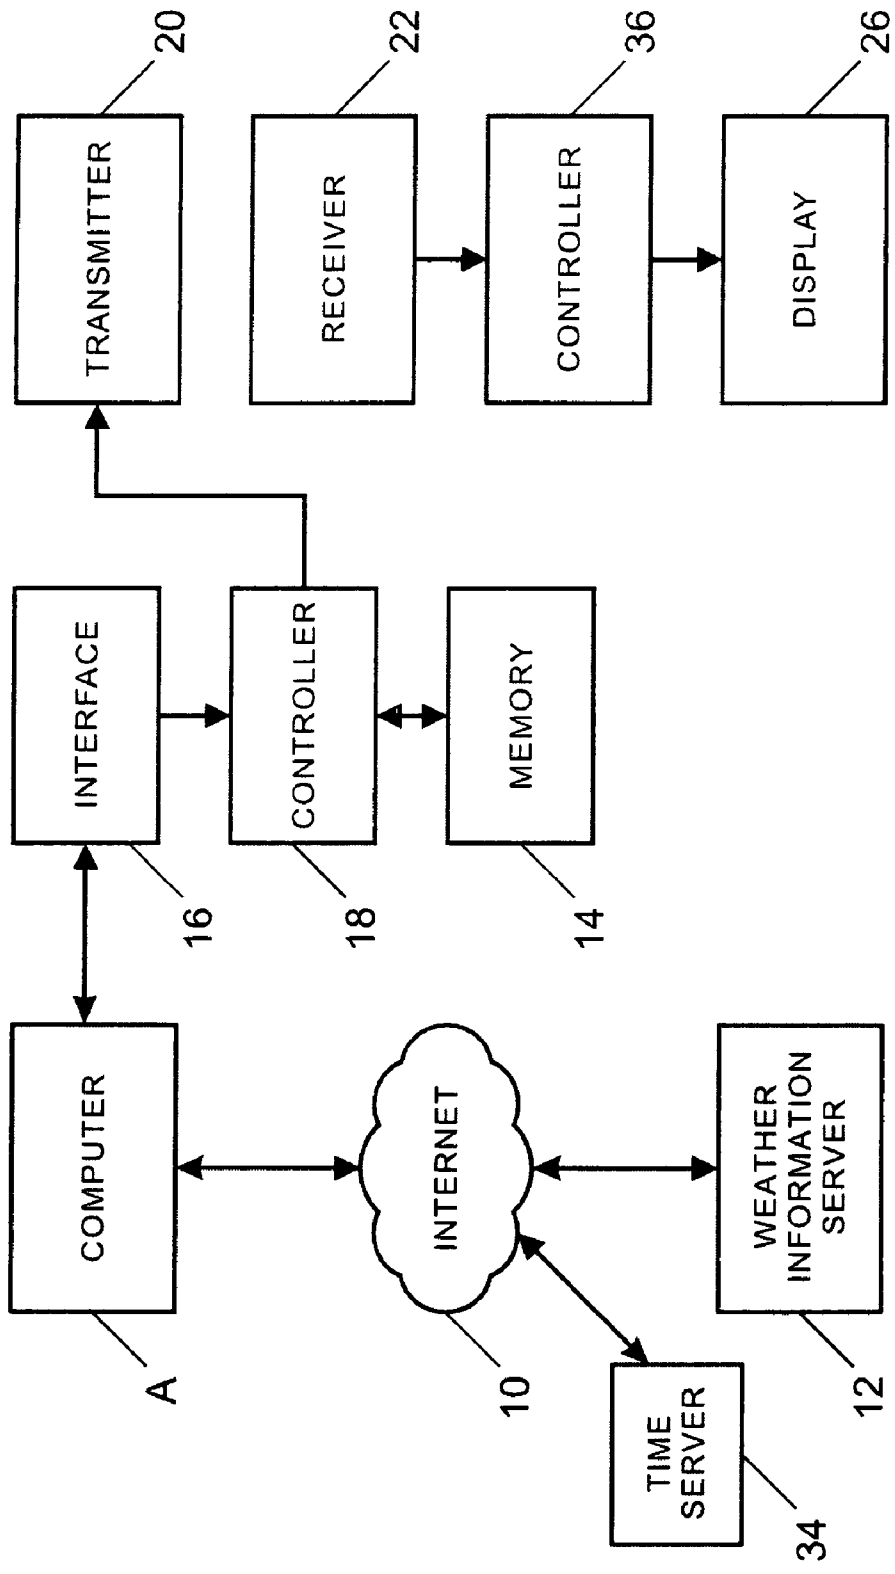 COMPUTER
A
INTERNET
10
TIME
SERVER
34
WEATHER
INFORMATION
SERVER
12
INTERFACE
16
CONTROLLER
18
MEMORY
14
TRANSMITTER
20
RECEIVER
22
CONTROLLER
36
DISPLAY
26